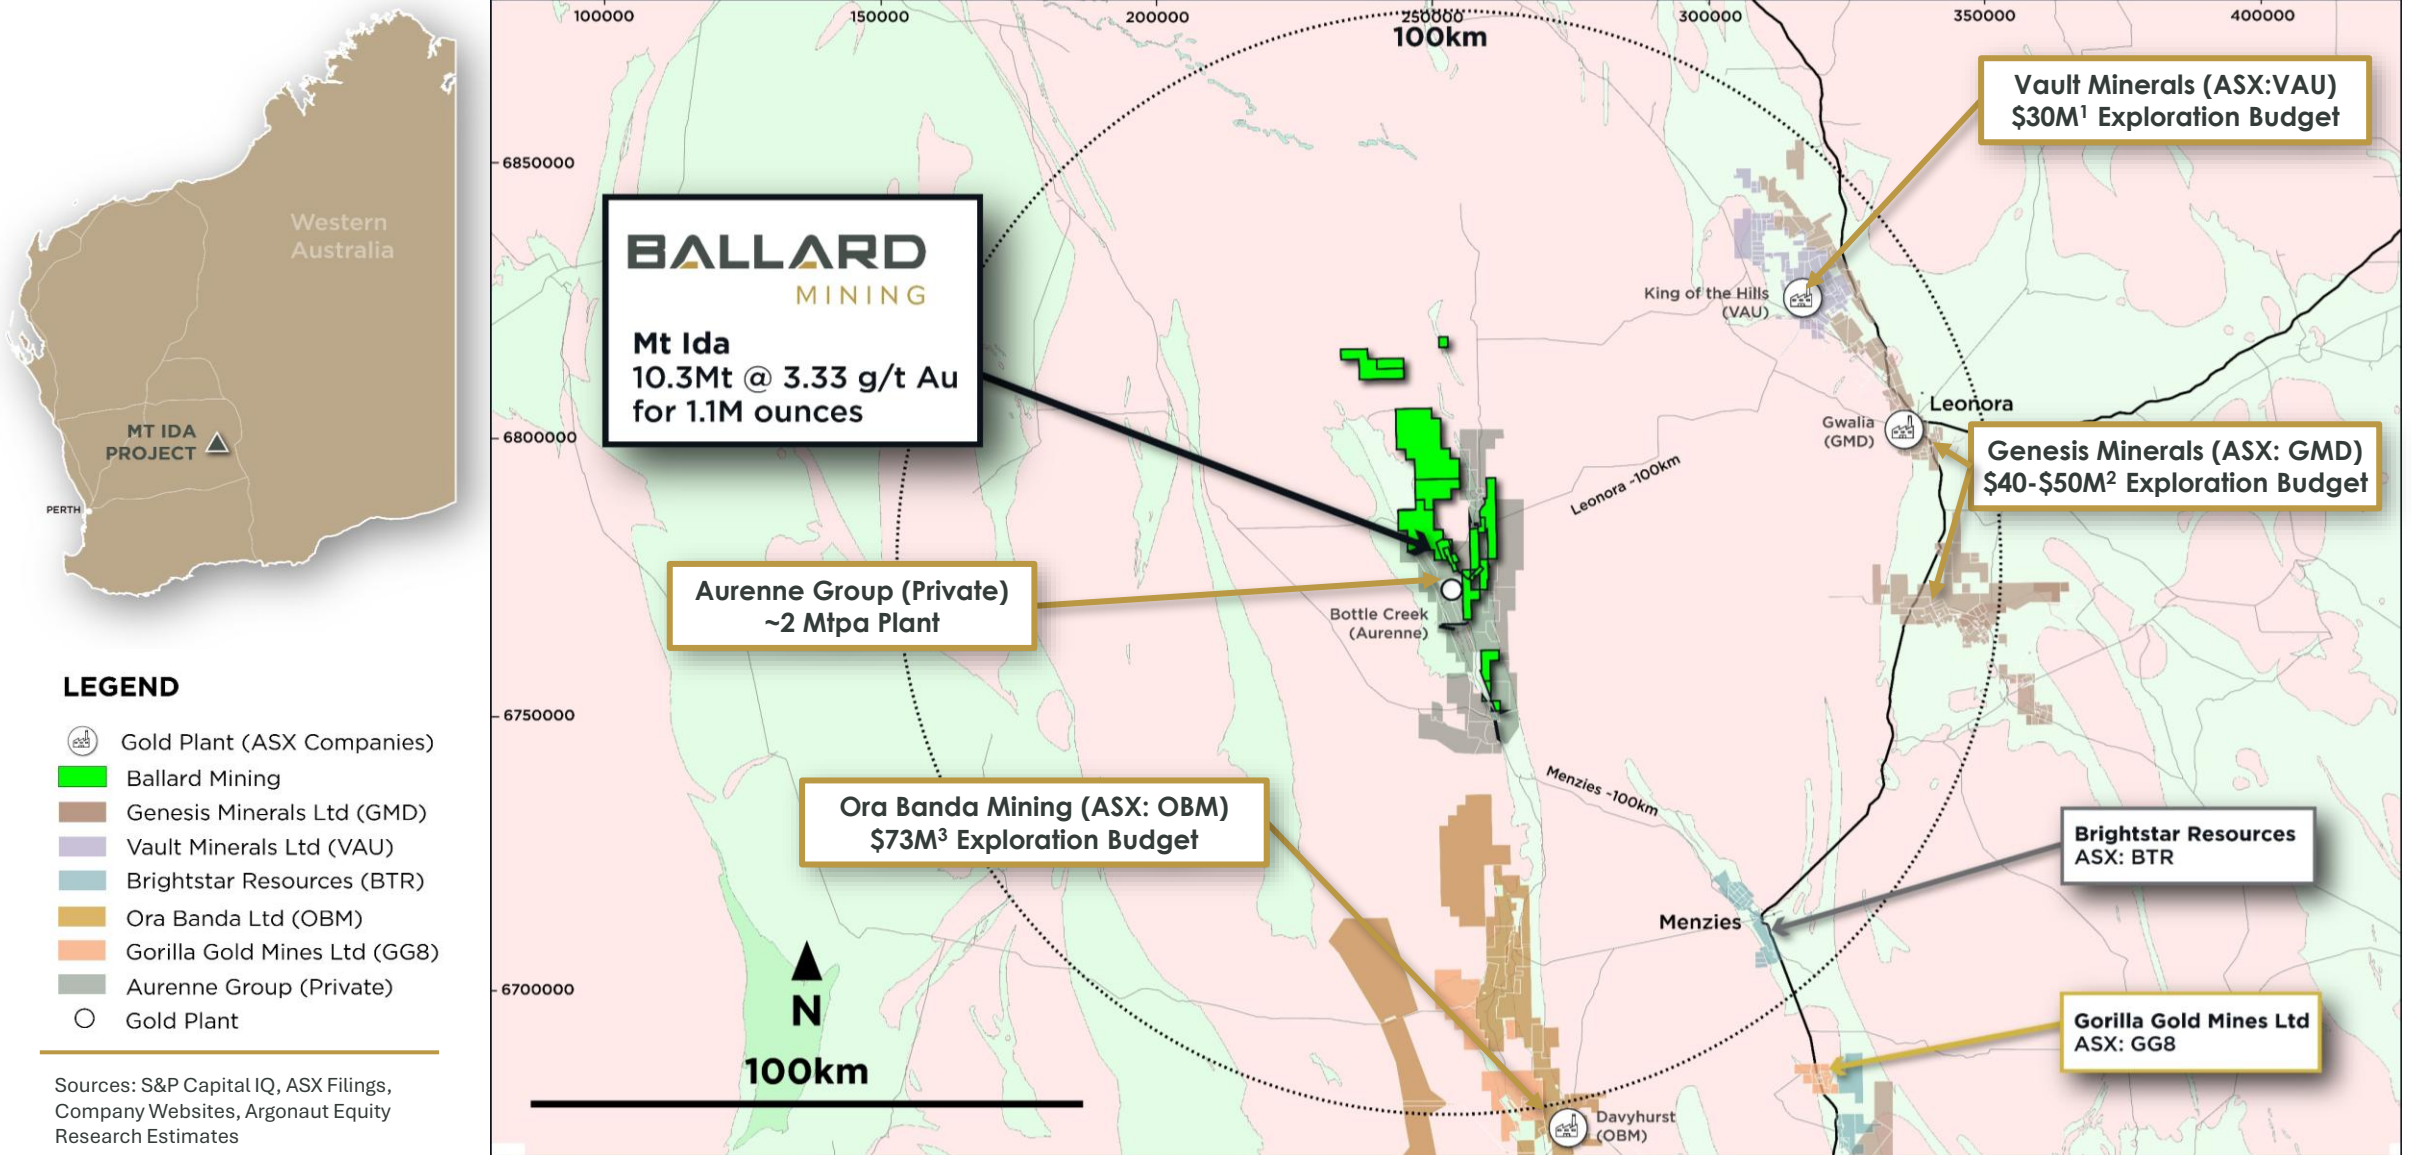 Western
Australia
MT IDA
PROJECT
PERTH
LEGEND
Gold Plant (ASX Companies)
Ballard Mining
Genesis Minerals Ltd (GMD)
Vault Minerals Ltd (VAU)
Brightstar Resources (BTR)
Ora Banda Ltd (OBM)
Gorilla Gold Mines Ltd (GG8)
Aurenne Group (Private)
Gold Plant
Sources: S&P Capital IQ, ASX Filings,
Company Websites, Argonaut Equity
Research Estimates
100000
150000
200000
250000
300000
350000
400000
100km
6850000
6800000
6750000
6700000
Vault Minerals (ASX:VAU)
$30M¹ Exploration Budget
BALLARD
MINING
Mt Ida
10.3Mt @ 3.33 g/t Au
for 1.1M ounces
King of the Hills
(VAU)
Leonora
Gwalia
(GMD)
Genesis Minerals (ASX: GMD)
$40-$50M² Exploration Budget
Leonora ~100km
Aurenne Group (Private)
~2 Mtpa Plant
Bottle Creek
(Aurenne)
Menzies ~100km
Ora Banda Mining (ASX: OBM)
$73M³ Exploration Budget
Brightstar Resources
ASX: BTR
Menzies
Gorilla Gold Mines Ltd
ASX: GG8
N
100km
Davyhurst
(OBM)